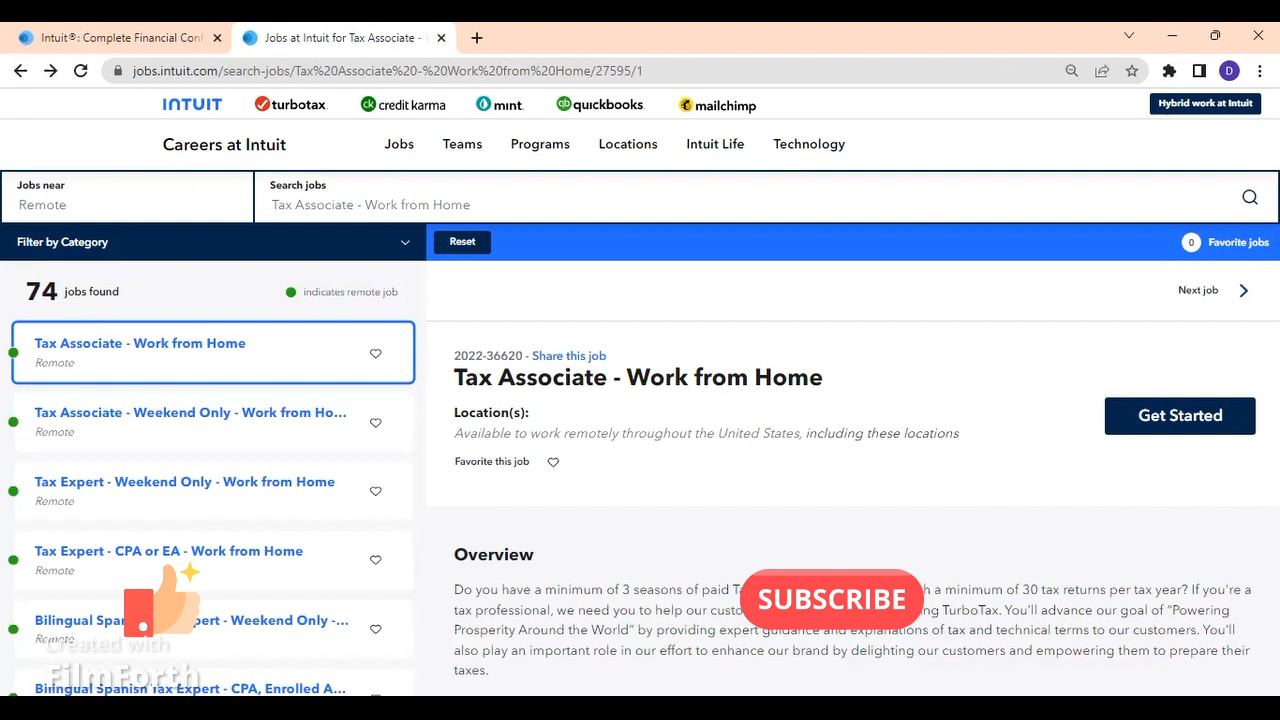 Intuit®: Complete Financial Conf
Jobs at Intuit for Tax Associate -
jobs.intuit.com/search-jobs/Tax%20Associate%20-%20Work%20from%20Home/27595/1
D
INTUIT turbotax ck credit karma mint qb quickbooks mailchimp
Hybrid work at Intuit
Careers at Intuit
Jobs Teams Programs Locations Intuit Life Technology
Jobs near
Remote
Search jobs
Tax Associate - Work from Home
Filter by Category
Reset
0 Favorite jobs
74 jobs found
indicates remote job
Next job
Tax Associate - Work from Home
Remote
Tax Associate - Weekend Only - Work from Ho...
Remote
Tax Expert - Weekend Only - Work from Home
Remote
Tax Expert - CPA or EA - Work from Home
Remote
Bilingual Span pert - Weekend Only -...
Remote
Bilingual Spanish Tax Expert - CPA, Enrolled A...
2022-36620 - Share this job
Tax Associate - Work from Home
Location(s):
Available to work remotely throughout the United States, including these locations
Favorite this job
Get Started
Overview
Do you have a minimum of 3 seasons of paid a minimum of 30 tax returns per tax year? If you're a
tax professional, we need you to help our TurboTax. You'll advance our goal of "Powering
Prosperity Around the World" by providing expert guidance and explanations of tax and technical terms to our customers. You'll
also play an important role in our effort to enhance our brand by delighting our customers and empowering them to prepare their
taxes.
SUBSCRIBE
Created with
FilmForth